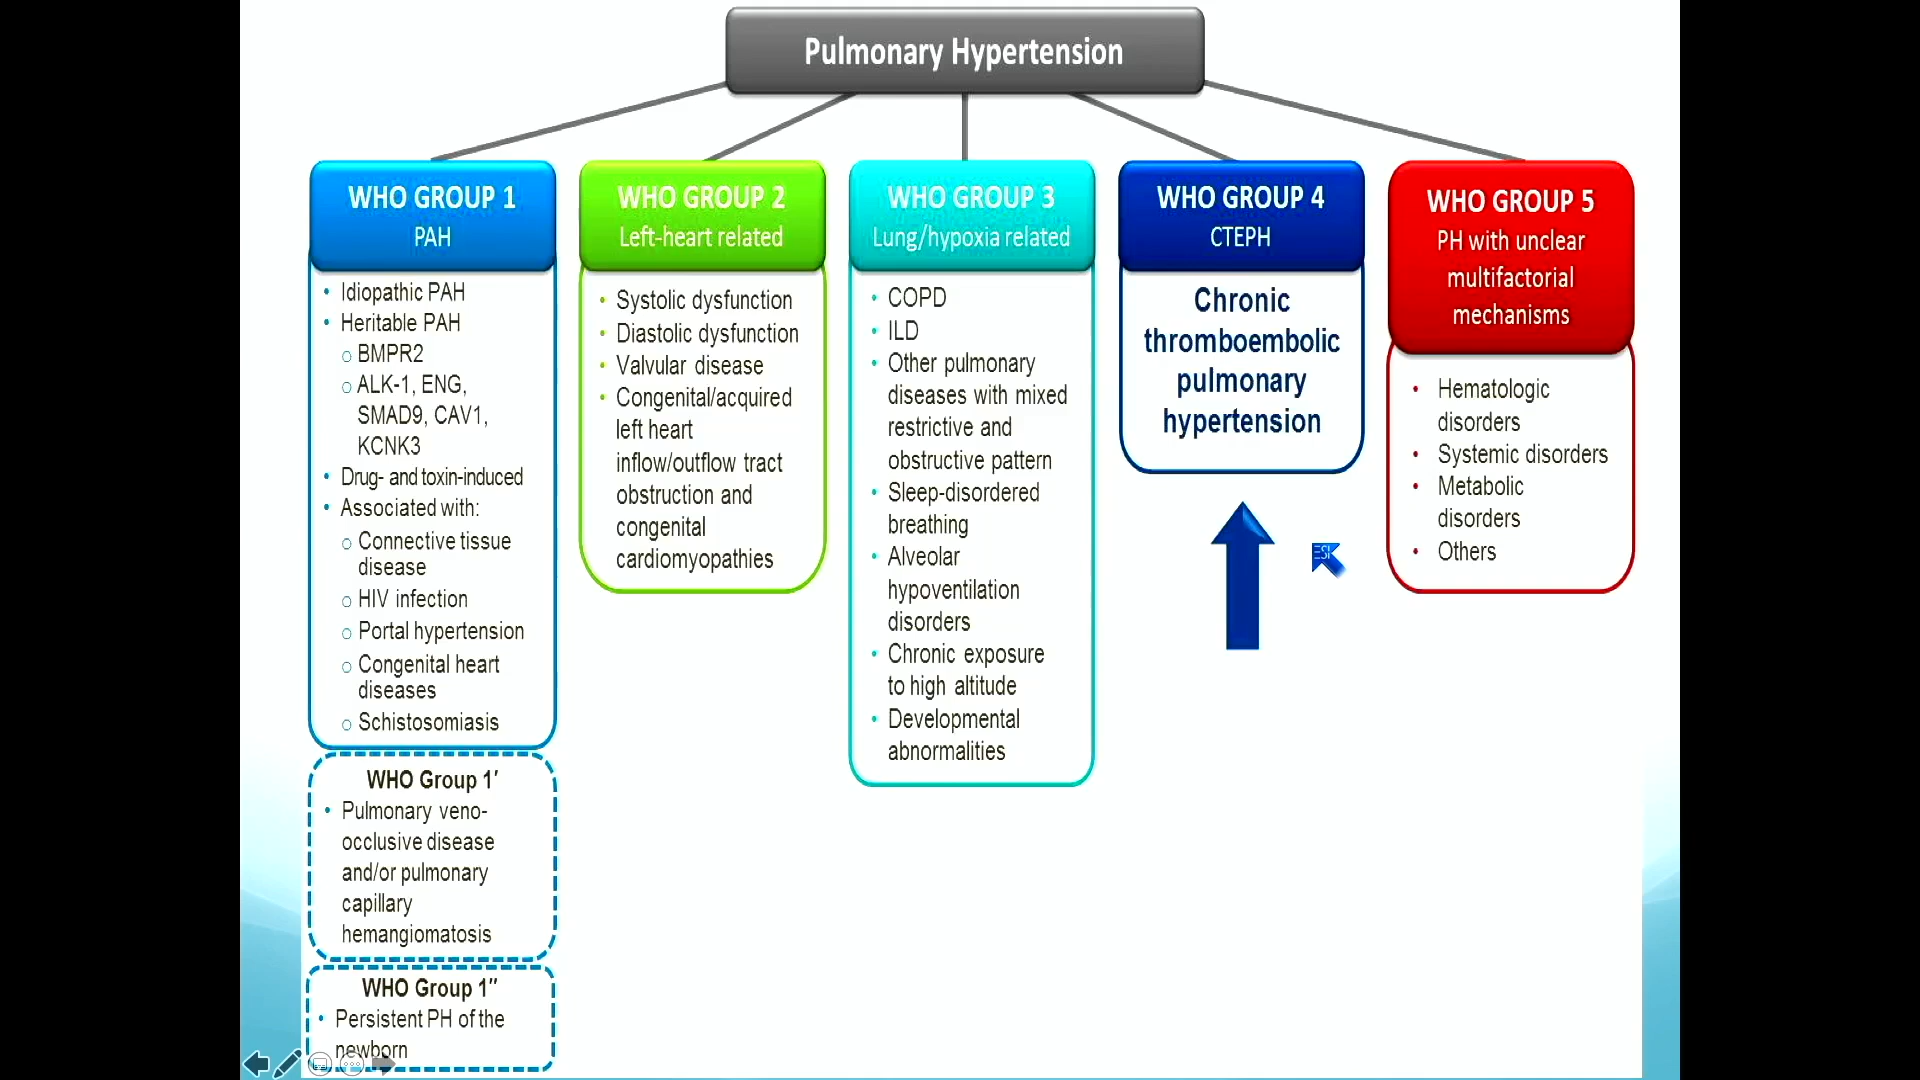 Pulmonary Hypertension
WHO GROUP 1
PAH
• Idiopathic PAH
• Heritable PAH
o BMPR2
o ALK-1, ENG,
SMAD9, CAV1,
KCNK3
• Drug- and toxin-induced
• Associated with:
o Connective tissue
disease
o HIV infection
o Portal hypertension
o Congenital heart
diseases
o Schistosomiasis
WHO Group 1′
• Pulmonary veno-
occlusive disease
and/or pulmonary
capillary
hemangiomatosis
WHO Group 1″
• Persistent PH of the
newborn
WHO GROUP 2
Left-heart related
• Systolic dysfunction
• Diastolic dysfunction
• Valvular disease
• Congenital/acquired
left heart
inflow/outflow tract
obstruction and
congenital
cardiomyopathies
WHO GROUP 3
Lung/hypoxia related
• COPD
• ILD
• Other pulmonary
diseases with mixed
restrictive and
obstructive pattern
• Sleep-disordered
breathing
• Alveolar
hypoventilation
disorders
• Chronic exposure
to high altitude
• Developmental
abnormalities
WHO GROUP 4
CTEPH
Chronic
thromboembolic
pulmonary
hypertension
WHO GROUP 5
PH with unclear
multifactorial
mechanisms
• Hematologic
disorders
• Systemic disorders
• Metabolic
disorders
• Others